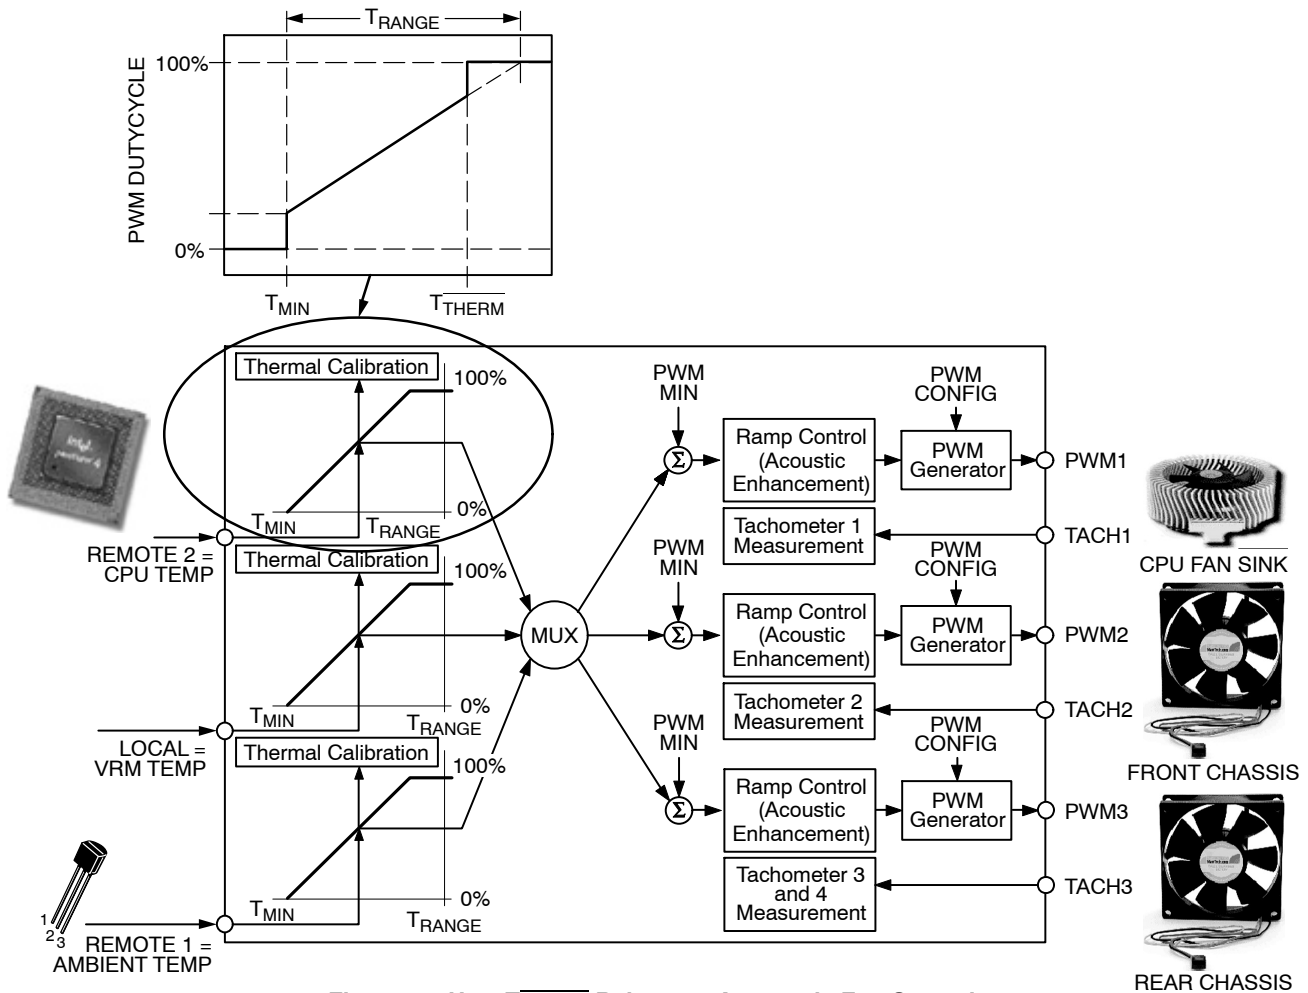 TRANGE
100%
PWM DUTYCYCLE
0%
TMIN
TTHERM
Thermal Calibration
100%
0%
TMIN
TRANGE
REMOTE 2 =
CPU TEMP
Thermal Calibration
100%
0%
TMIN
TRANGE
LOCAL =
VRM TEMP
Thermal Calibration
100%
0%
TMIN
TRANGE
1
2
3
REMOTE 1 =
AMBIENT TEMP
MUX
PWM
MIN
Σ
Ramp Control
(Acoustic
Enhancement)
PWM
CONFIG
PWM
Generator
PWM1
Tachometer 1
Measurement
TACH1
CPU FAN SINK
PWM
MIN
Σ
Ramp Control
(Acoustic
Enhancement)
PWM
CONFIG
PWM
Generator
PWM2
Tachometer 2
Measurement
TACH2
FRONT CHASSIS
PWM
MIN
Σ
Ramp Control
(Acoustic
Enhancement)
PWM
CONFIG
PWM
Generator
PWM3
Tachometer 3
and 4
Measurement
TACH3
REAR CHASSIS